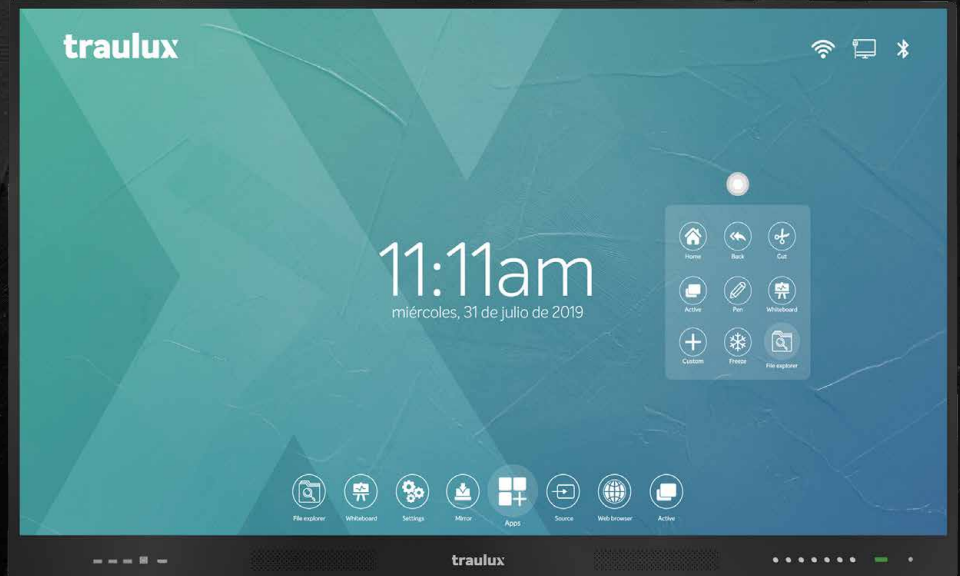 traulux
11:11am
miércoles, 31 de julio de 2019
Home Back Cut
Active Pen Whiteboard
Custom Freeze File explorer
File explorer Whiteboard Settings Mirror Apps Source Web browser Active
traulux